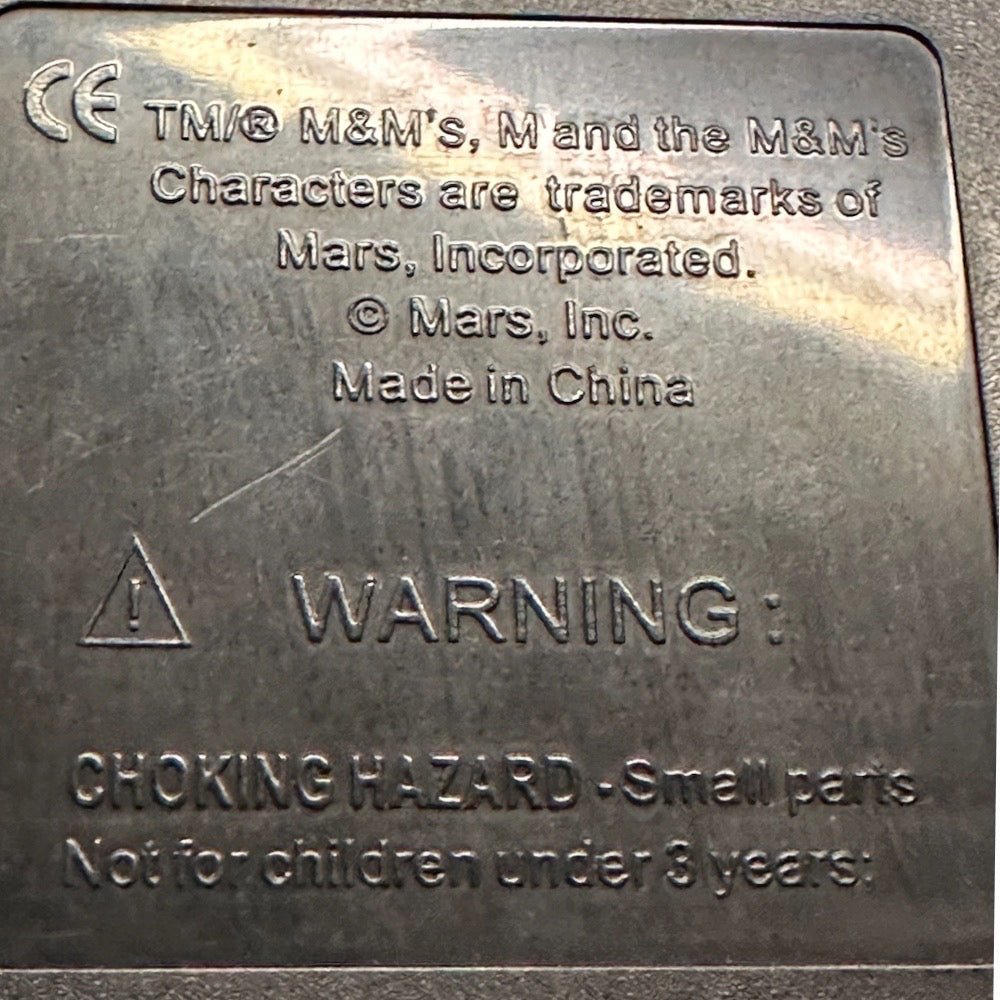 CE TM/® M&M's, M and the M&M's
Characters are trademarks of
Mars, Incorporated.
© Mars, Inc.
Made in China
! WARNING :
CHOKING HAZARD -Small parts
Not for children under 3 years;